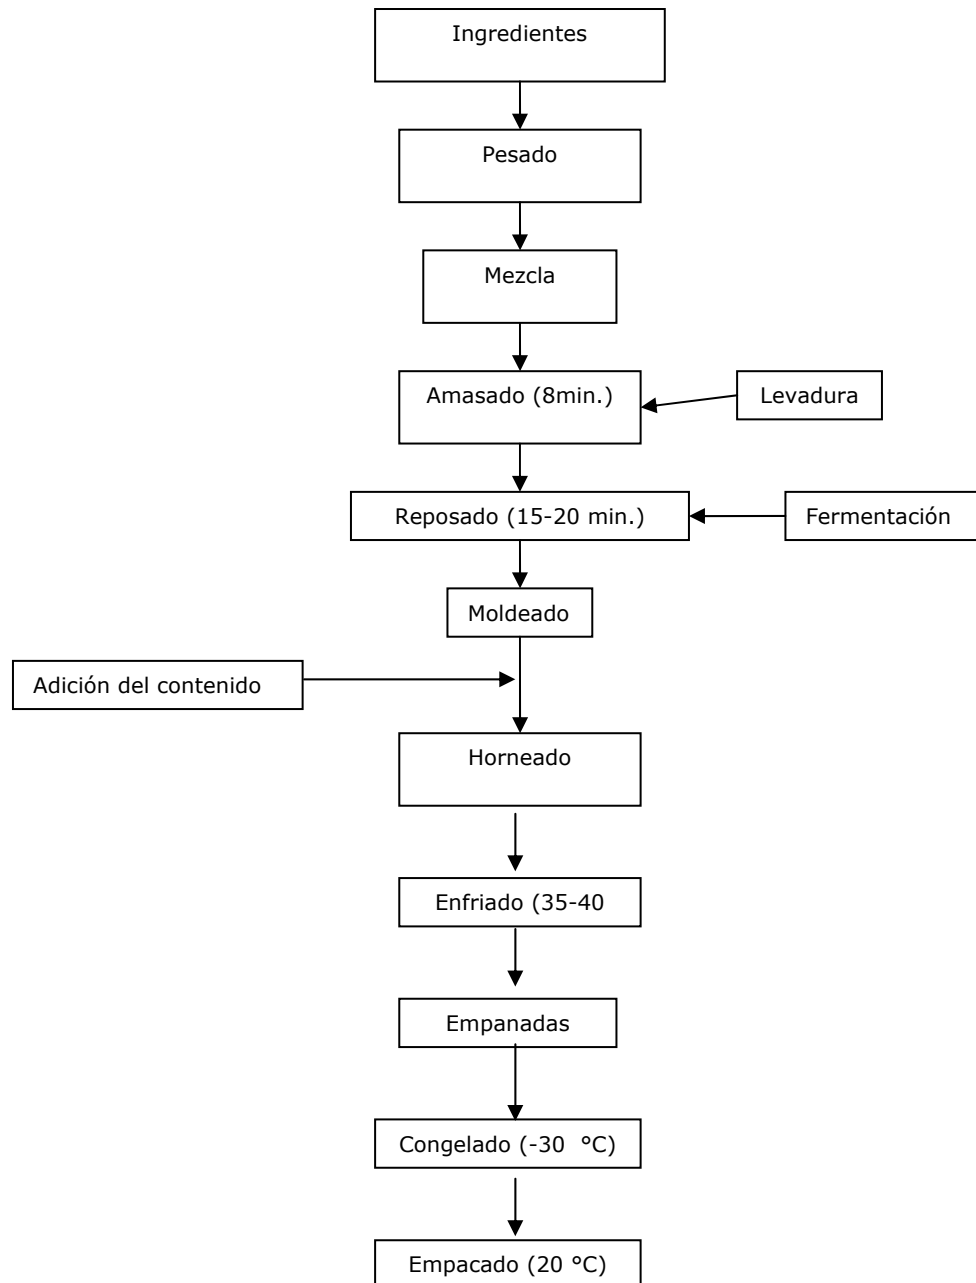 Ingredientes
Pesado
Mezcla
Amasado (8min.)
Levadura
Reposado (15-20 min.)
Fermentación
Moldeado
Adición del contenido
Horneado
Enfriado (35-40
Empanadas
Congelado (-30 °C)
Empacado (20 °C)